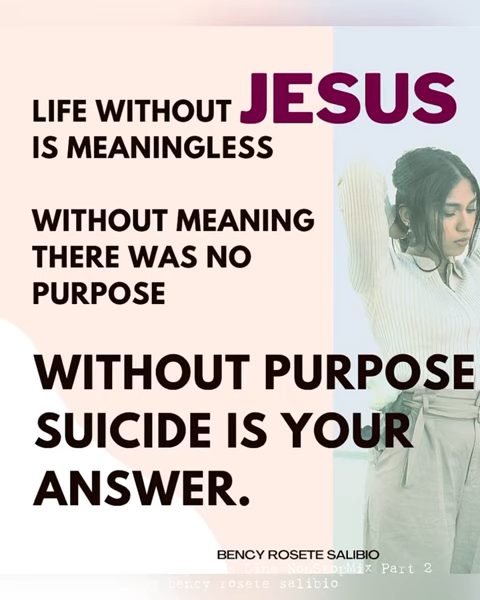 LIFE WITHOUT JESUS
IS MEANINGLESS
WITHOUT MEANING
THERE WAS NO
PURPOSE
WITHOUT PURPOSE
SUICIDE IS YOUR
ANSWER.
BENCY ROSETE SALIBIO
Line NonStopMix Part 2
bency rosete salibio